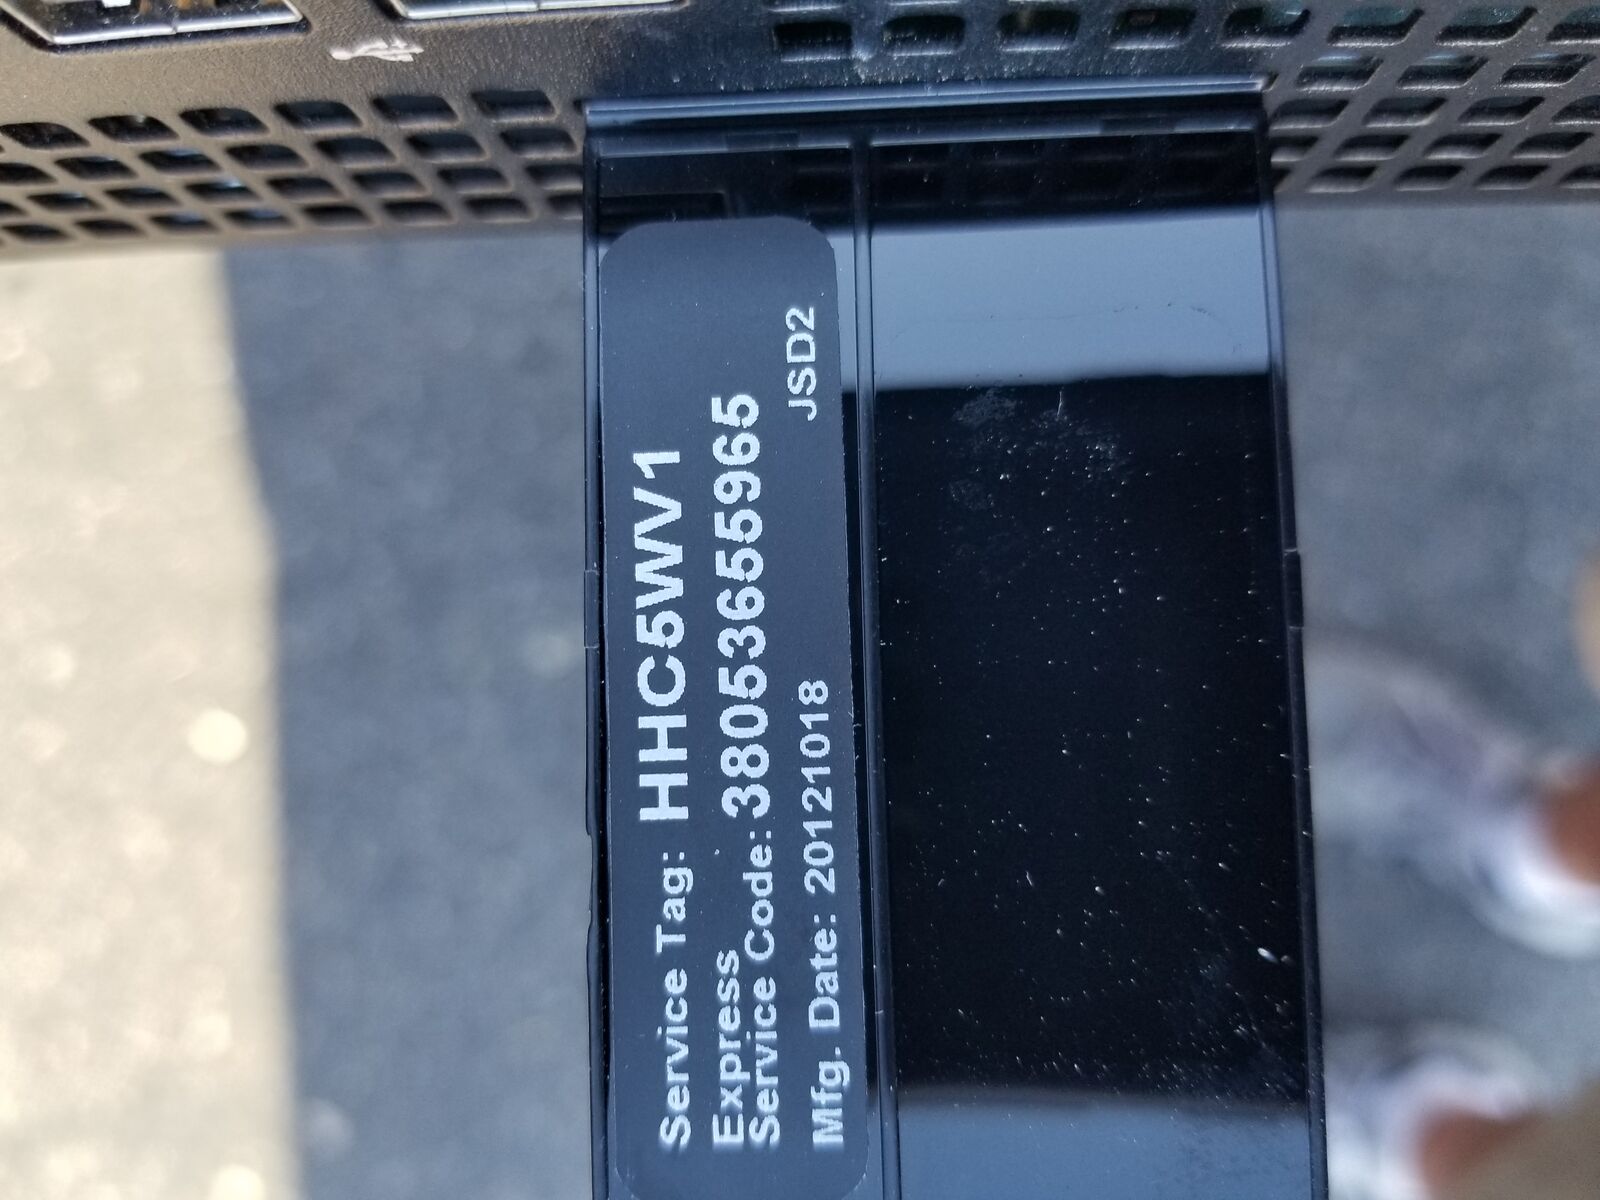 Service Tag: HHC5WV1
Express
Service Code: 38053655965
Mfg. Date: 20121018 JSD2